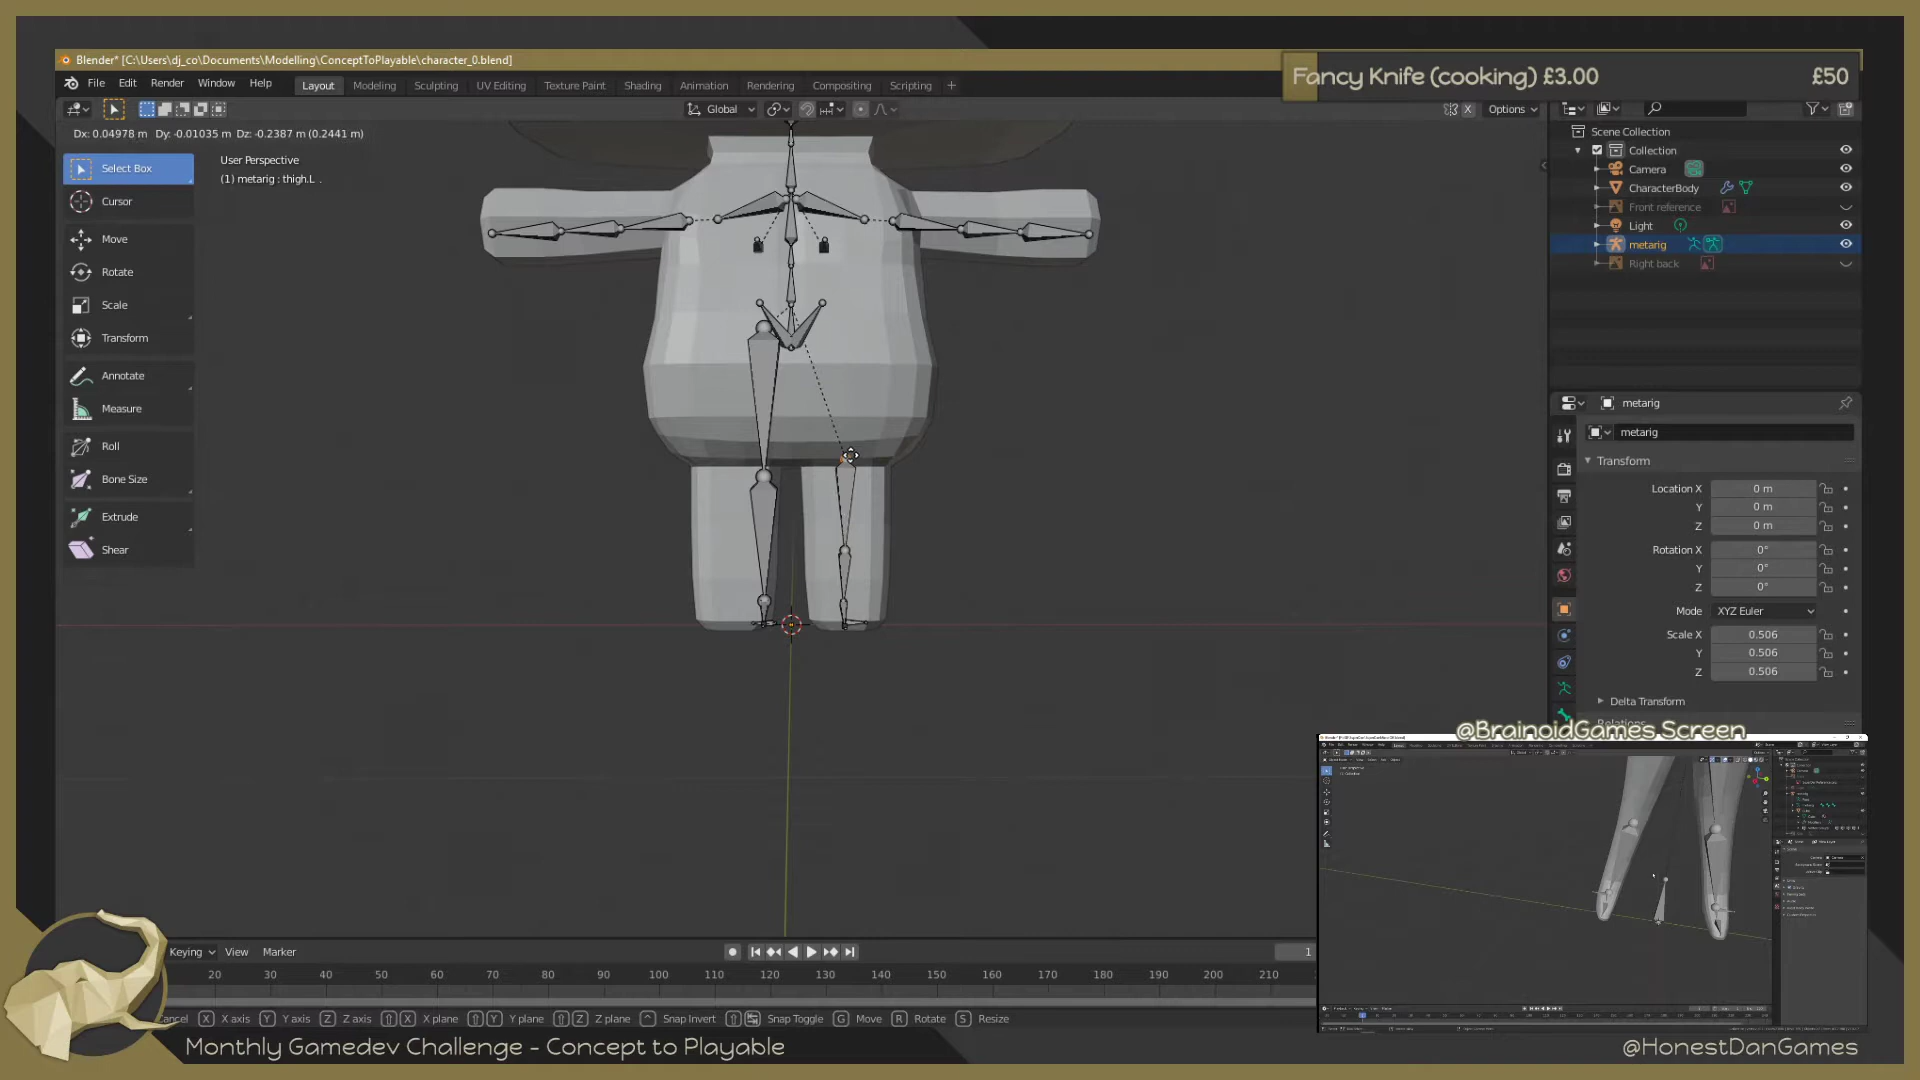 Blender* [C:\Users\dj_co\Documents\Modelling\ConceptToPlayable\character_0.blend]
Fancy Knife (cooking) £3.00 £50
File Edit Render Window Help Layout Modeling Sculpting UV Editing Texture Paint Shading Animation Rendering Compositing Scripting +
Global X Options
Dx: 0.04978 m Dy: -0.01035 m Dz: -0.2387 m (0.2441 m)
Scene Collection
Collection
Camera
CharacterBody
Front reference
Light
metarig
Right back
User Perspective
(1) metarig : thigh.L
Select Box
Cursor
Move
Rotate
Scale
Transform
Annotate
Measure
Roll
Bone Size
Extrude
Shear
metarig
metarig
Transform
Location X 0 m
Y 0 m
Z 0 m
Rotation X 0°
Y 0°
Z 0°
Mode XYZ Euler
Scale X 0.506
Y 0.506
Z 0.506
Delta Transform
Relations
@BrainoidGames Screen
Keying View Marker 1
20 30 40 50 60 70 80 90 100 110 120 130 140 150 160 170 180 190 200 210
ancel X X axis Y Y axis Z Z axis X X plane Y Y plane Z Z plane Snap Invert Snap Toggle G Move R Rotate S Resize
Monthly Gamedev Challenge - Concept to Playable
@HonestDanGames